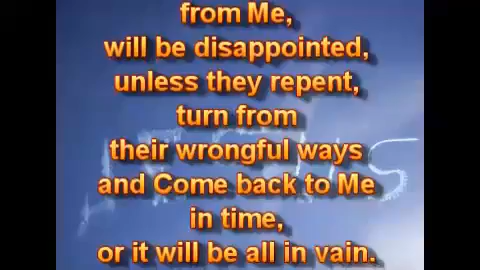 from Me,
will be disappointed,
unless they repent,
turn from
their wrongful ways
and Come back to Me
in time,
or it will be all in vain.